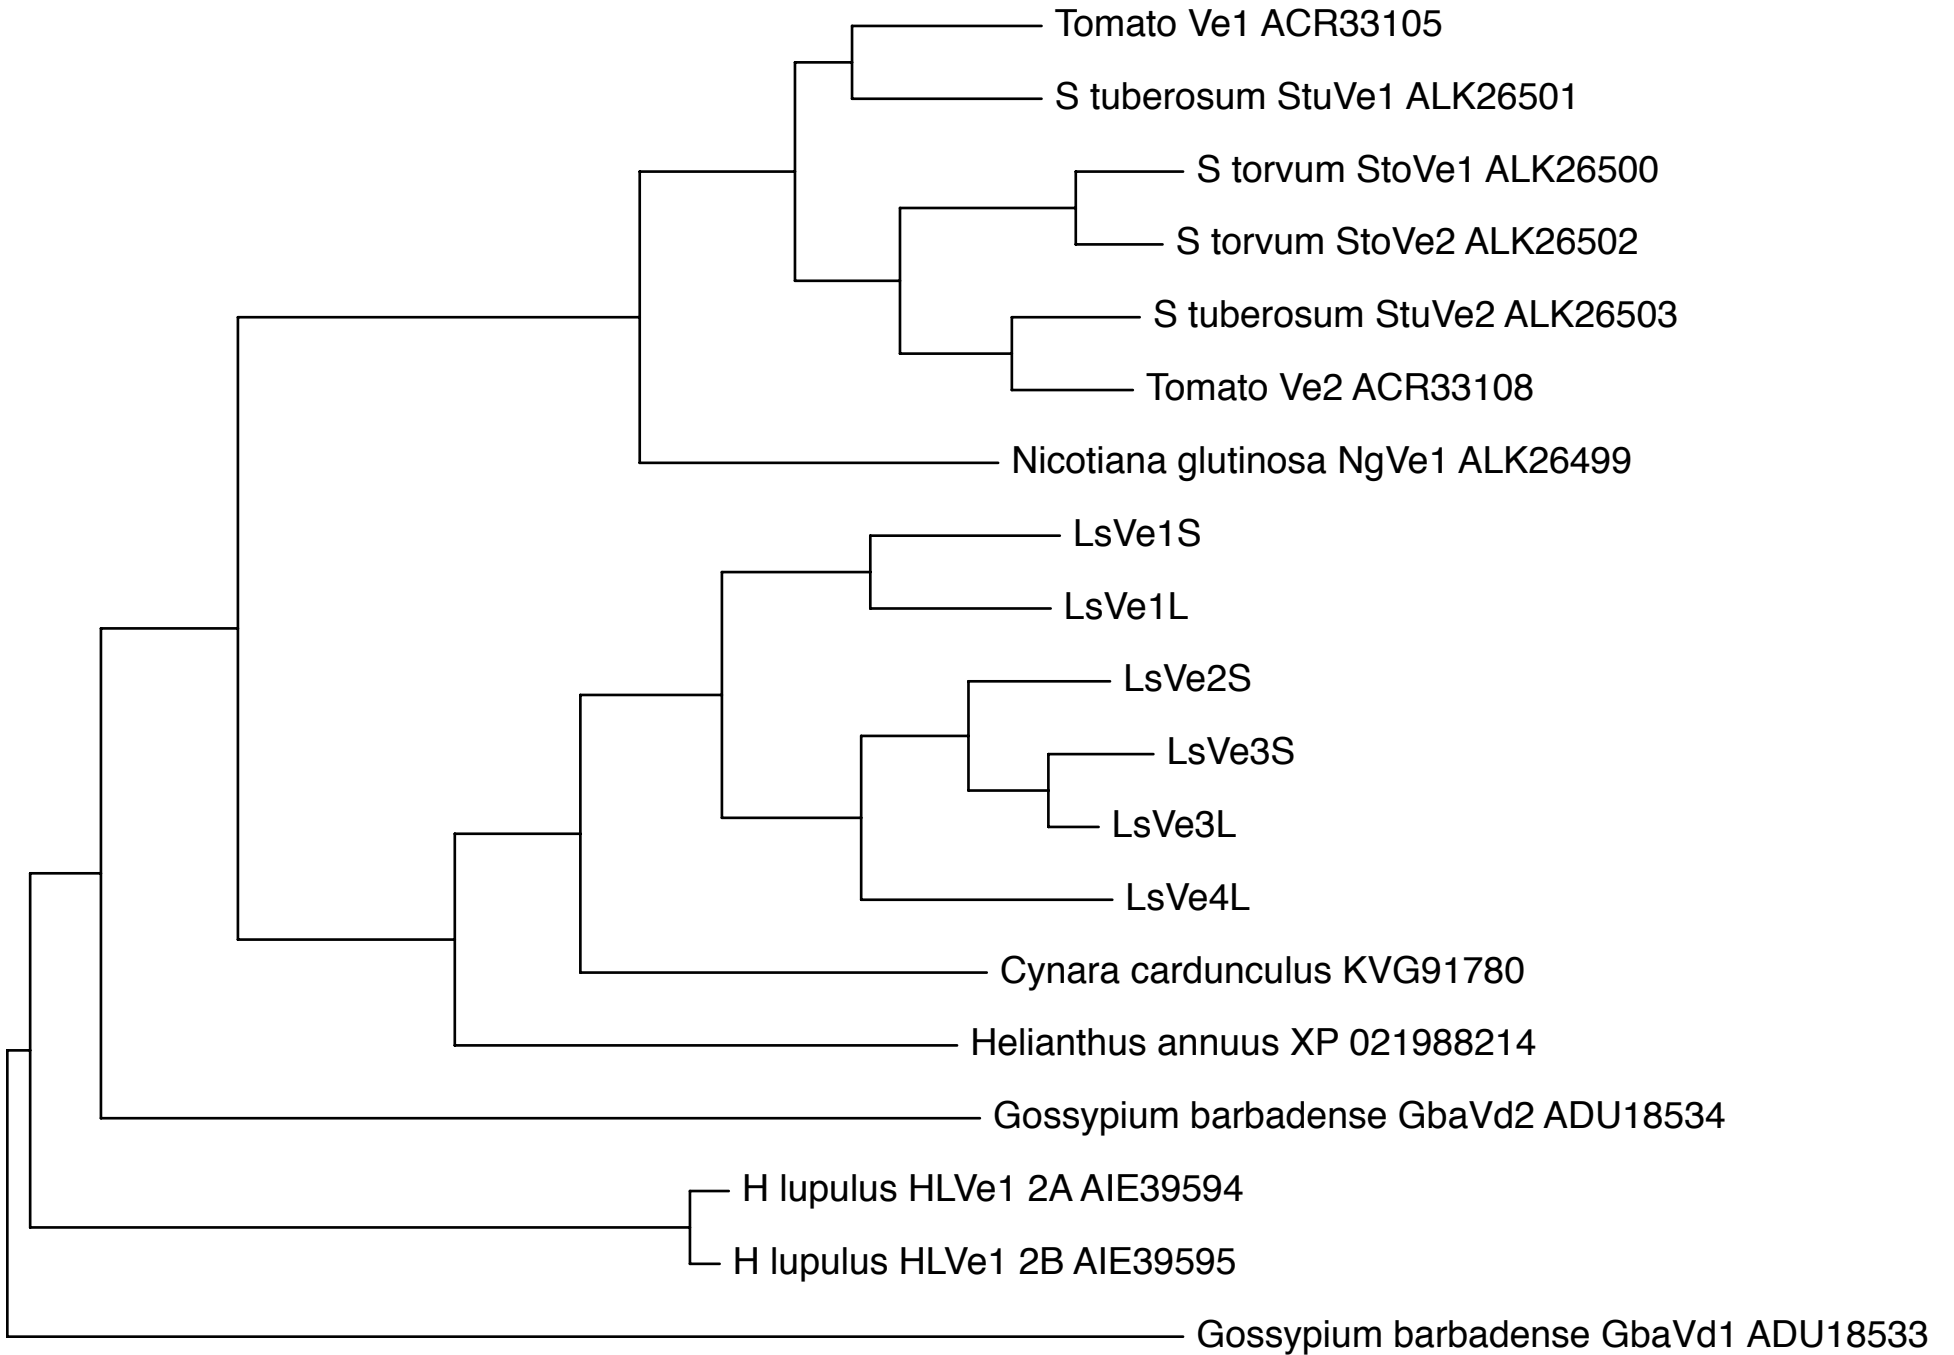 Tomato Ve1 ACR33105
S tuberosum StuVe1 ALK26501
S torvum StoVe1 ALK26500
S torvum StoVe2 ALK26502
S tuberosum StuVe2 ALK26503
Tomato Ve2 ACR33108
Nicotiana glutinosa NgVe1 ALK26499
LsVe1S
LsVe1L
LsVe2S
LsVe3S
LsVe3L
LsVe4L
Cynara cardunculus KVG91780
Helianthus annuus XP 021988214
Gossypium barbadense GbaVd2 ADU18534
H lupulus HLVe1 2A AIE39594
H lupulus HLVe1 2B AIE39595
Gossypium barbadense GbaVd1 ADU18533